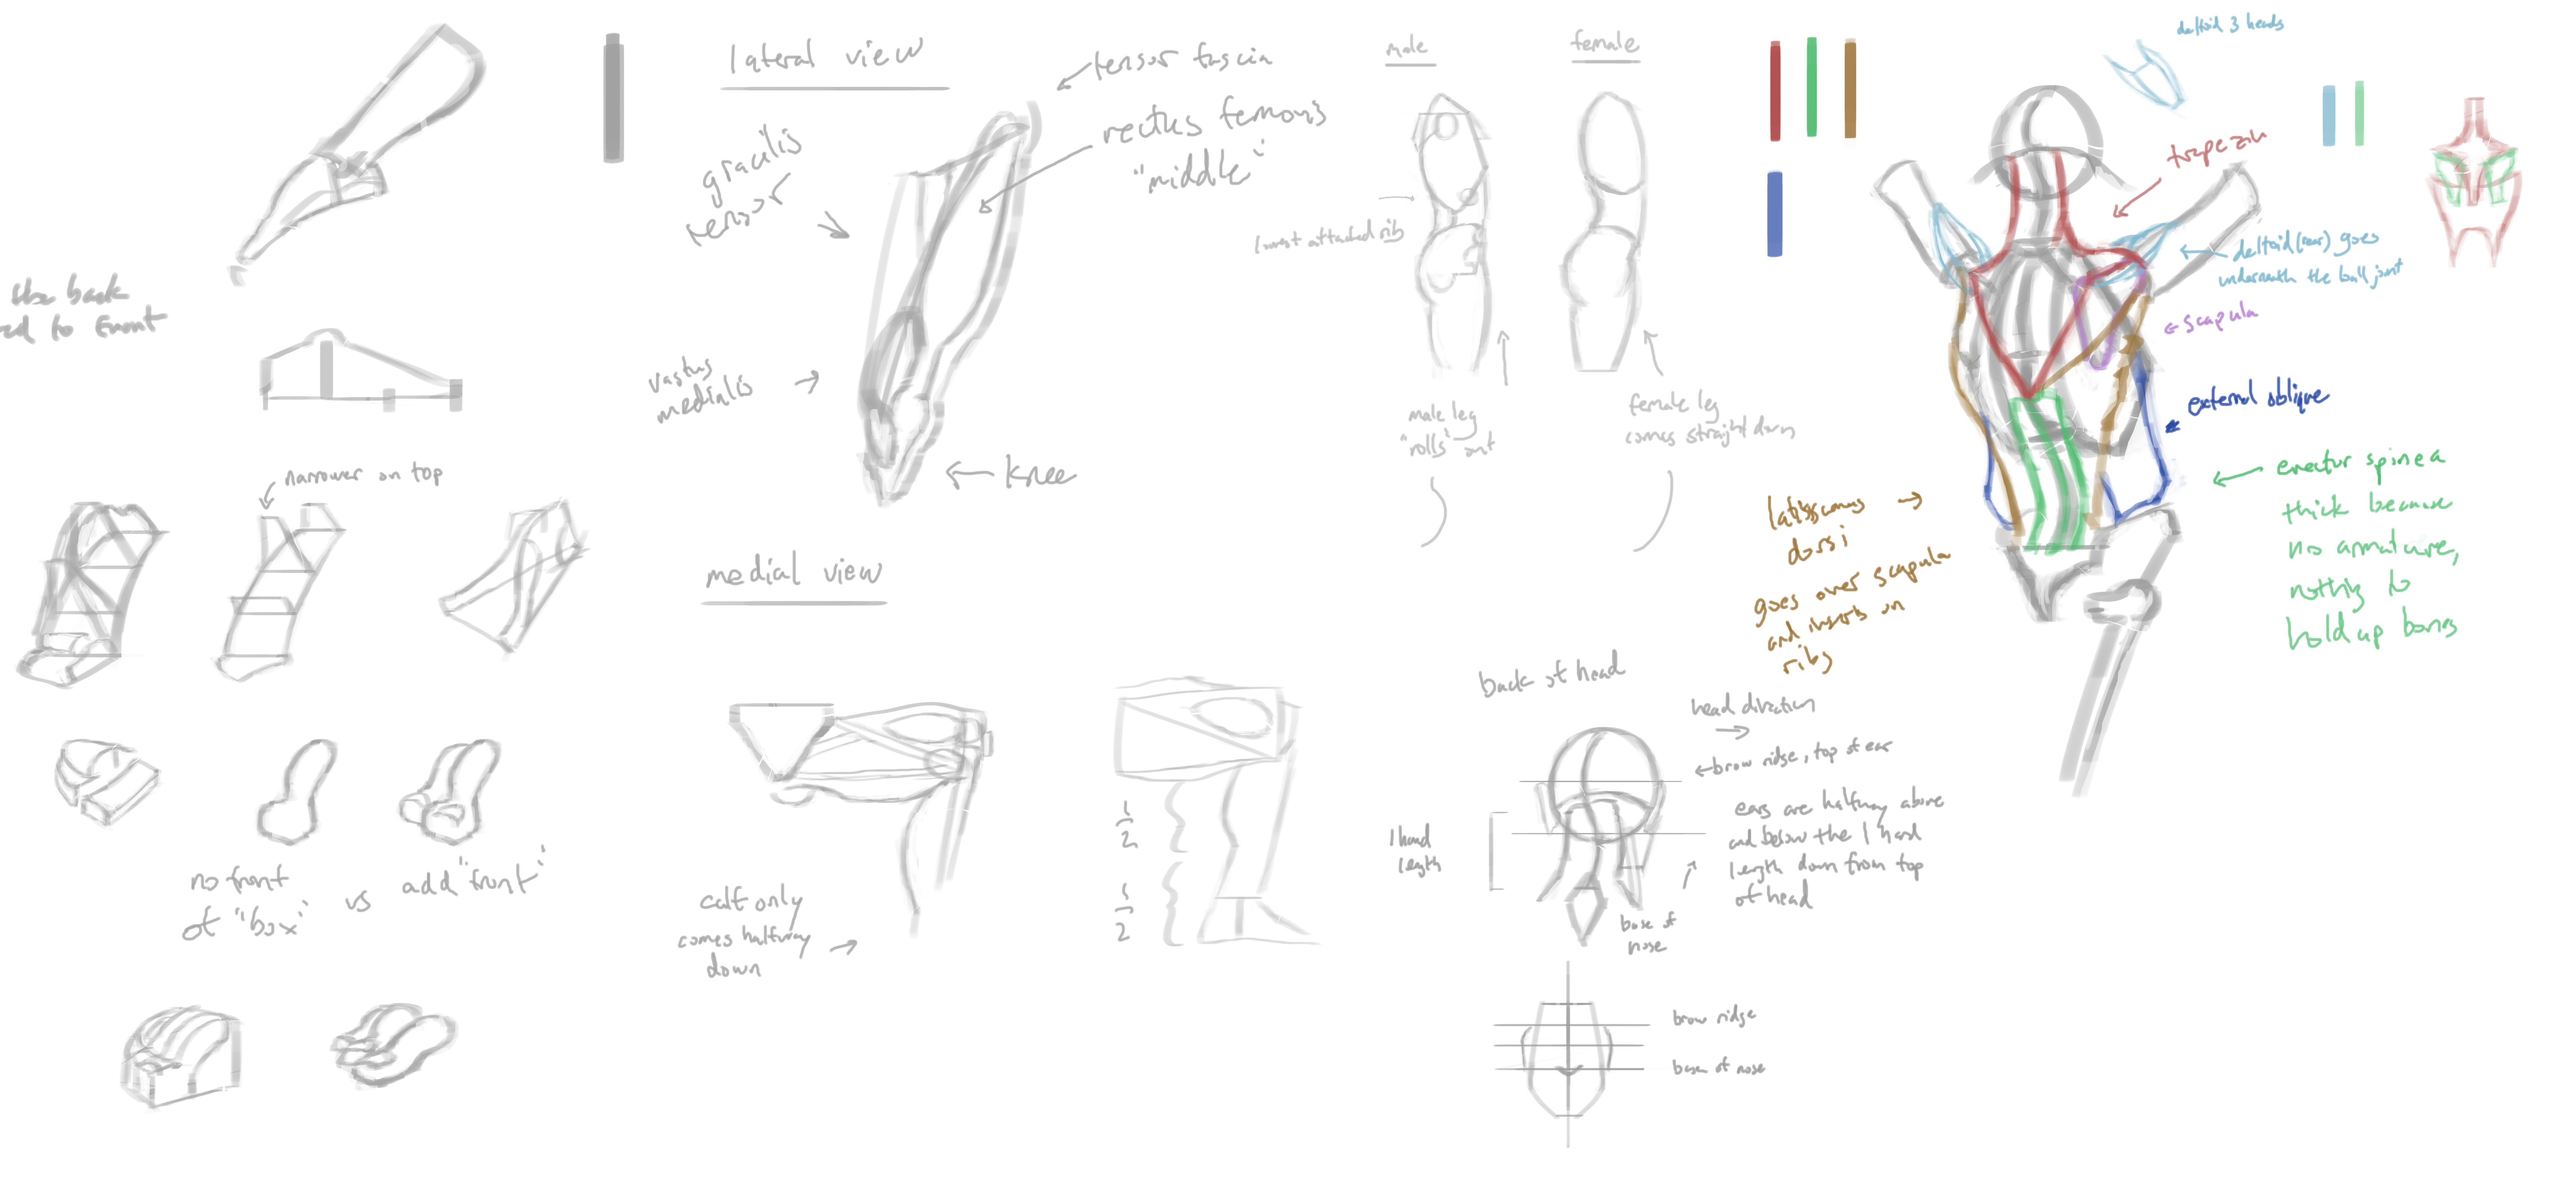 the back
to front
narrower on top
no front
of "box"
vs
add "front"
lateral view
tensor fascia
rectus femoris
"middle"
gracilis
tensor
vastus
medialis
knee
medial view
calf only
comes halfway
down
1
2
1
2
male
female
lowest attached rib
male leg
"rolls" out
female leg
comes straight down
deltoid 3 heads
trapezius
deltoid (rear) goes
underneath the ball joint
scapula
external oblique
erector spinea
thick because
no armature,
nothing to
hold up bones
dorsi
goes over scapula
and inserts on
ribs
back of head
head direction
brow ridge, top of ear
1 hand
length
ears are halfway above
and below the 1 hand
length down from top
of head
base of
nose
brow ridge
base of nose